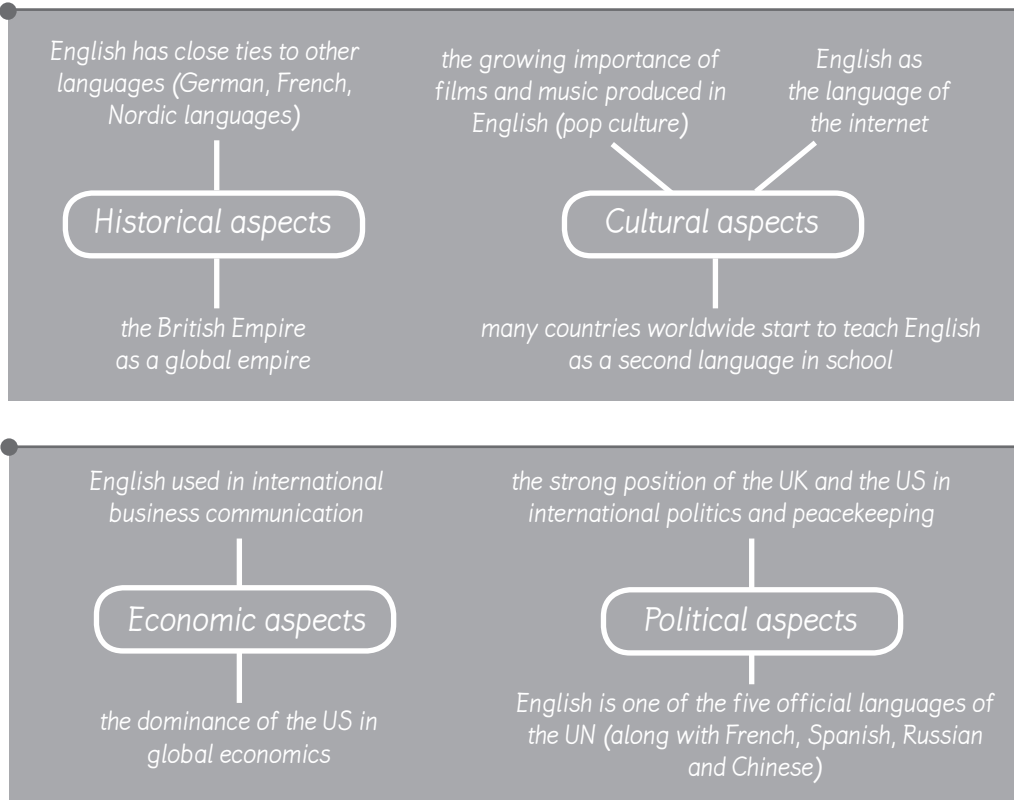 English has close ties to other
languages (German, French,
Nordic languages)
Historical aspects
the British Empire
as a global empire
the growing importance of
films and music produced in
English (pop culture)
English as
the language of
the internet
Cultural aspects
many countries worldwide start to teach English
as a second language in school
English used in international
business communication
Economic aspects
the dominance of the US in
global economics
the strong position of the UK and the US in
international politics and peacekeeping
Political aspects
English is one of the five official languages of
the UN (along with French, Spanish, Russian
and Chinese)